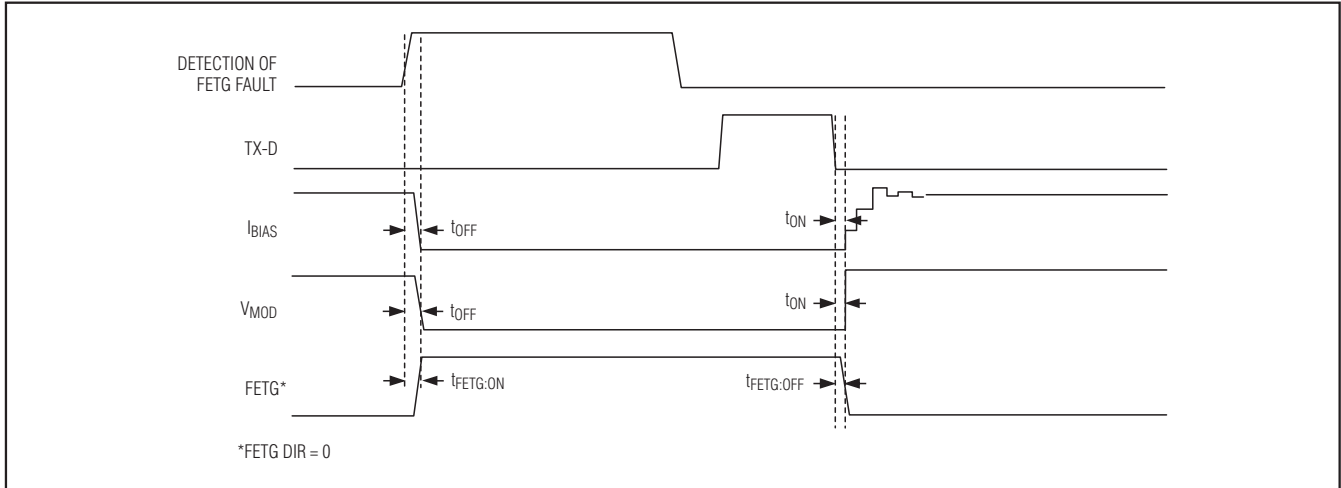 DETECTION OF
FETG FAULT
TX-D
IBIAS
tOFF
tON
VMOD
tOFF
tON
FETG*
tFETG:ON
tFETG:OFF
*FETG DIR = 0